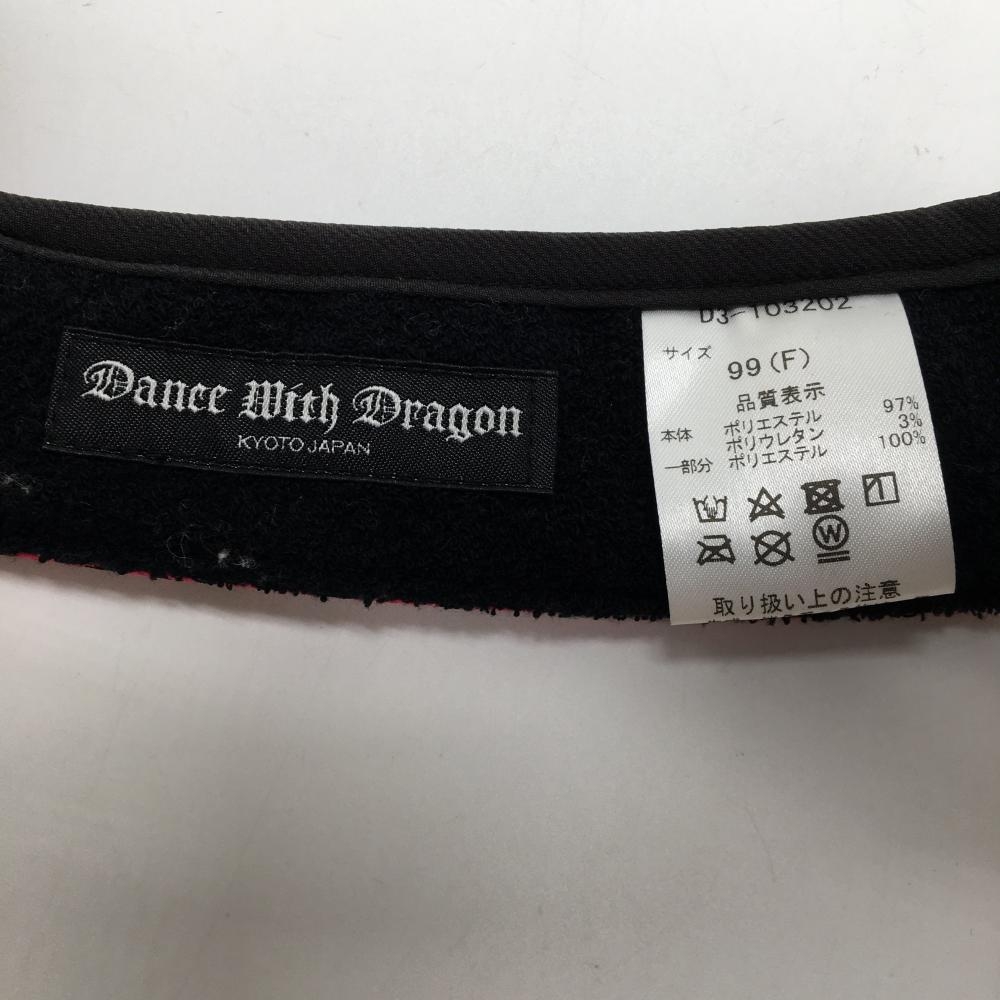 Dance With Dragon
KYOTO JAPAN
D3-103202
サイズ
99(F)
品質表示
本体 ポリエステル 97%
ポリウレタン 3%
一部分 ポリエステル 100%
W
取り扱い上の注意